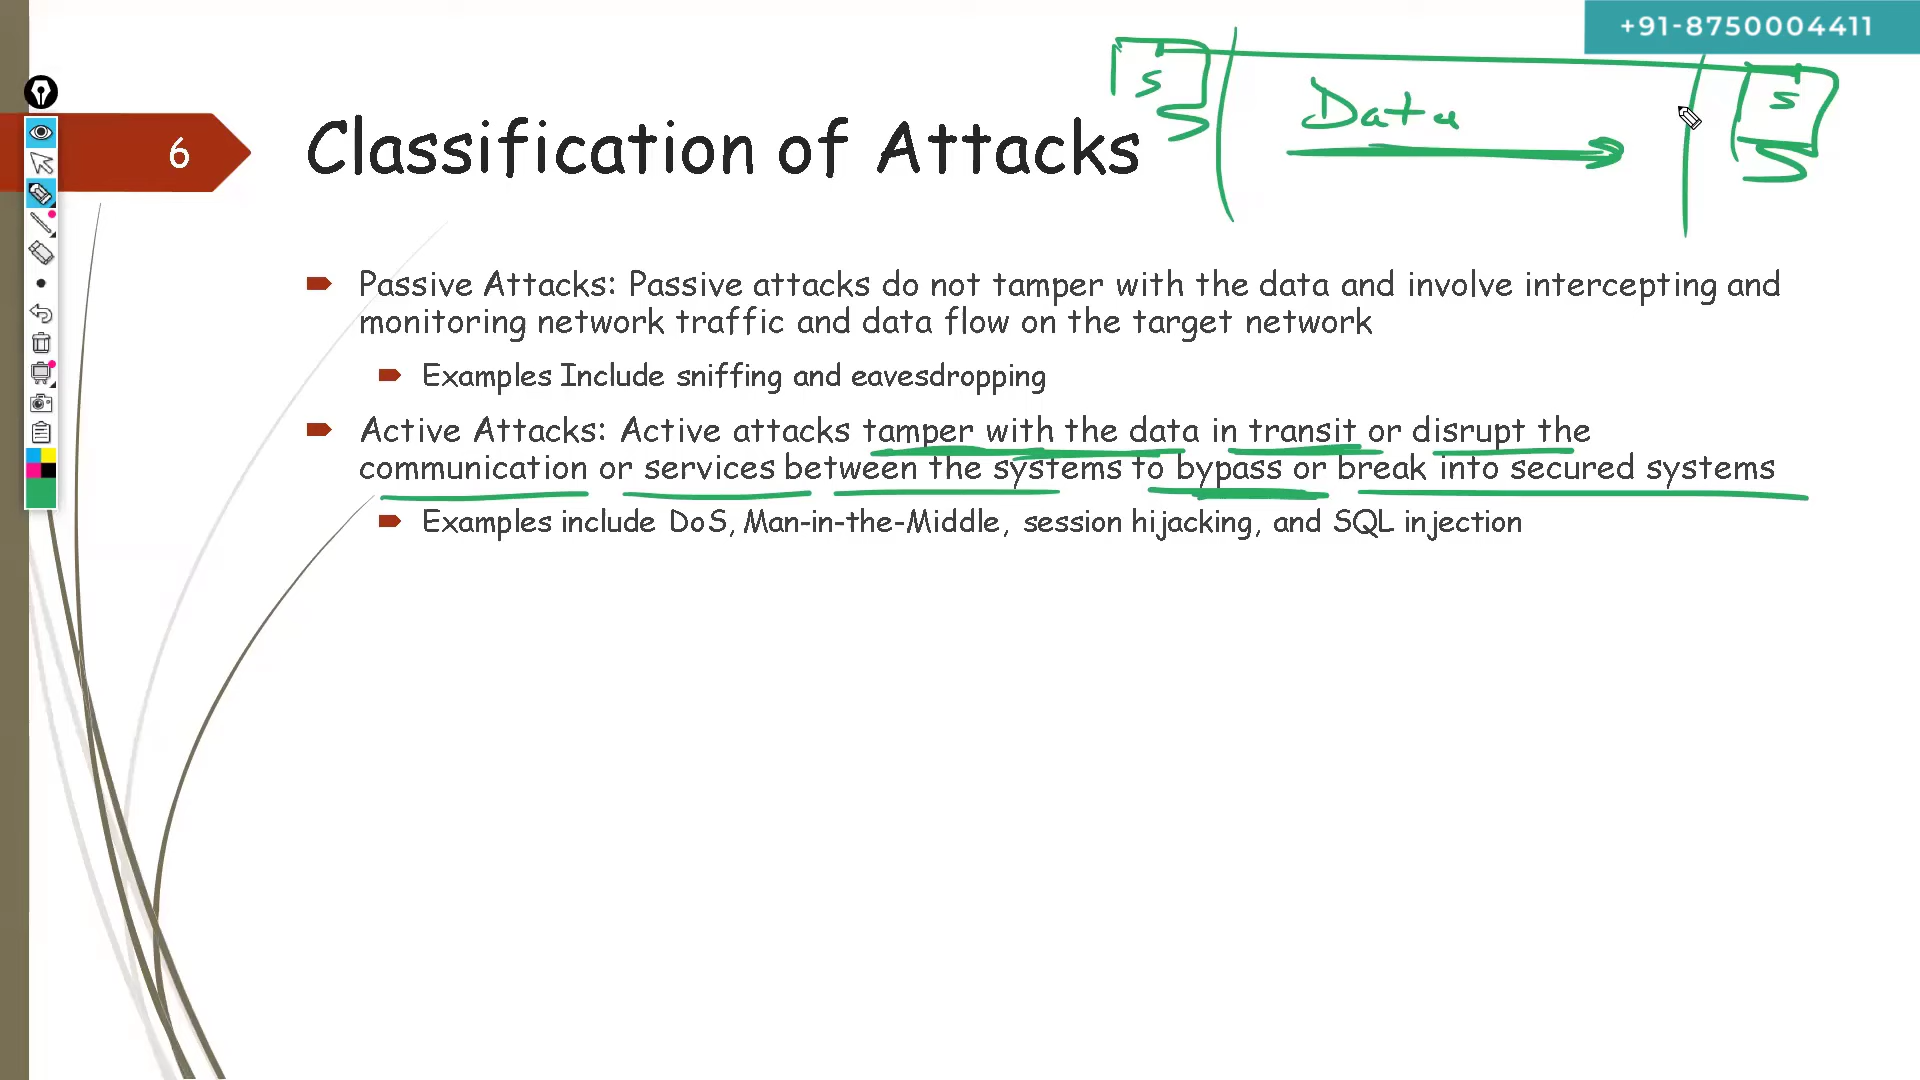 +91-8750004411
S
Data
S
6
Classification of Attacks
Passive Attacks: Passive attacks do not tamper with the data and involve intercepting and
monitoring network traffic and data flow on the target network
Examples Include sniffing and eavesdropping
Active Attacks: Active attacks tamper with the data in transit or disrupt the
communication or services between the systems to bypass or break into secured systems
Examples include DoS, Man-in-the-Middle, session hijacking, and SQL injection